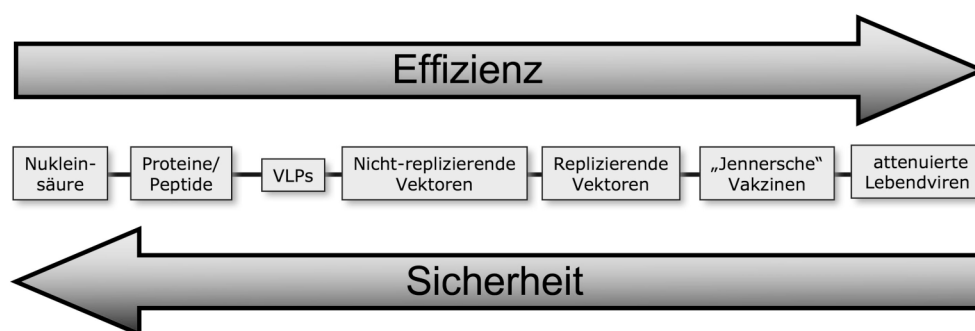 Effizienz
Nuklein-
säure
Proteine/
Peptide
VLPs
Nicht-replizierende
Vektoren
Replizierende
Vektoren
„Jennersche“
Vakzinen
attenuierte
Lebendviren
Sicherheit